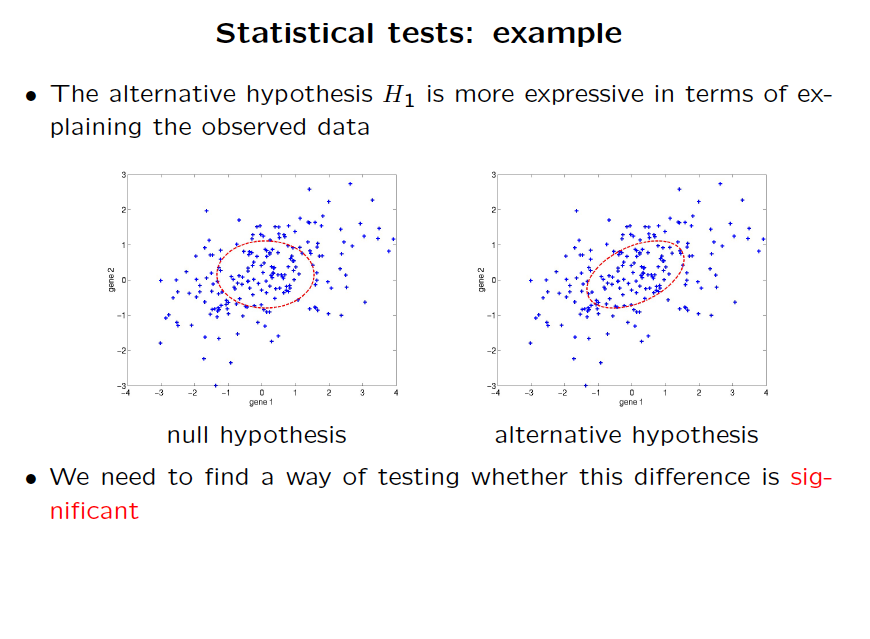 Statistical tests: example
• The alternative hypothesis H1 is more expressive in terms of ex-
plaining the observed data
3
2
1
0
−1
−2
−3
−4 −3 −2 −1 0 1 2 3 4
gene 2
gene 1
null hypothesis
3
2
1
0
−1
−2
−3
−4 −3 −2 −1 0 1 2 3 4
gene 2
gene 1
alternative hypothesis
• We need to find a way of testing whether this difference is sig-
nificant